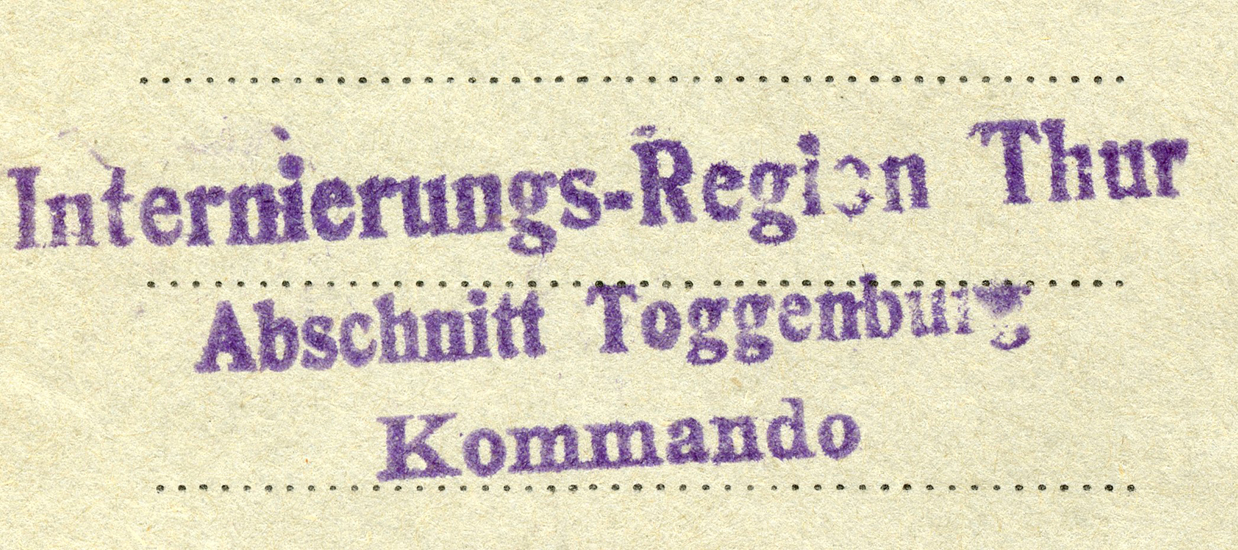 Internierungs-Region Thur
Abschnitt Toggenburg
Kommando